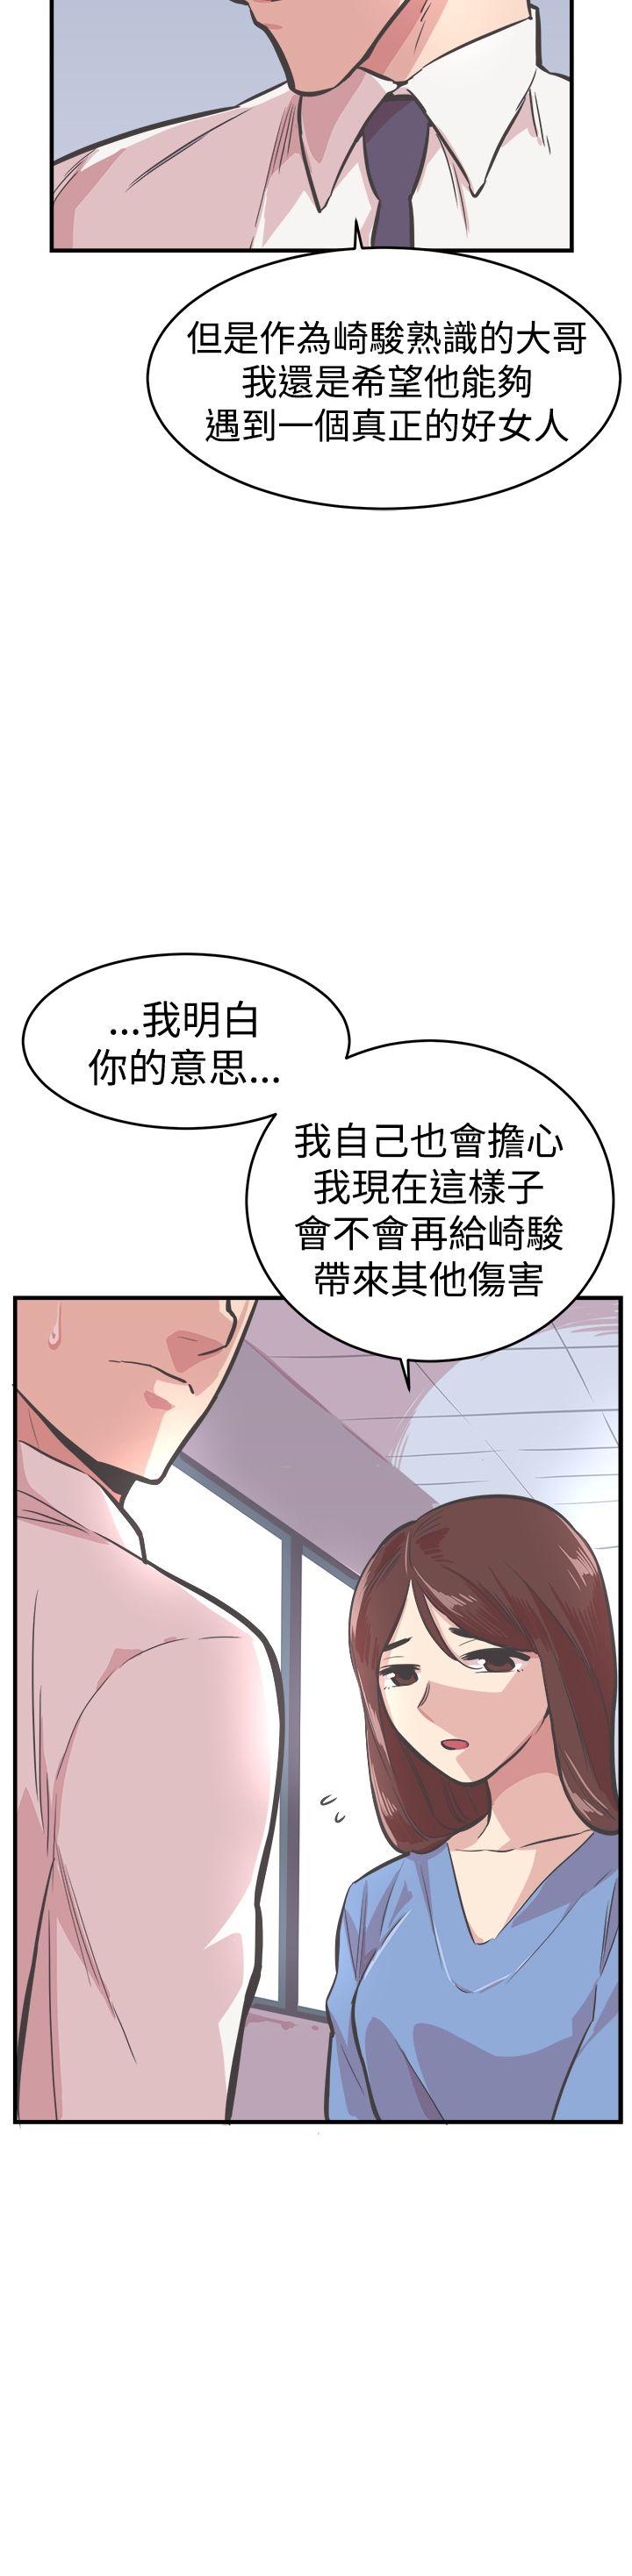 但是作為崎駿熟識的大哥
我還是希望他能夠
遇到一個真正的好女人
...我明白
你的意思...
我自己也會擔心
我現在這樣子
會不會再給崎駿
帶來其他傷害